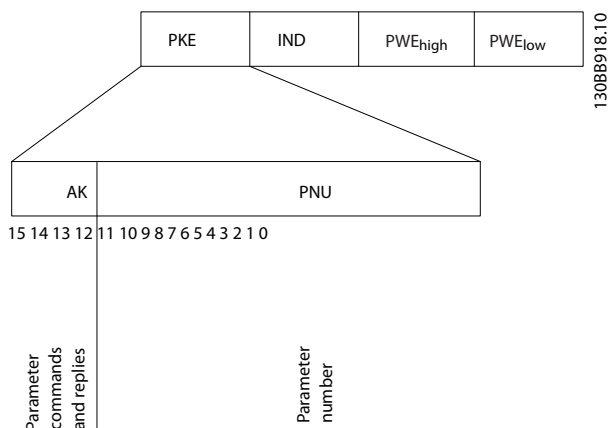 PKE IND PWEhigh PWElow
130BB918.10
AK PNU
15 14 13 12 11 10 9 8 7 6 5 4 3 2 1 0
Parameter
commands
and replies
Parameter
number